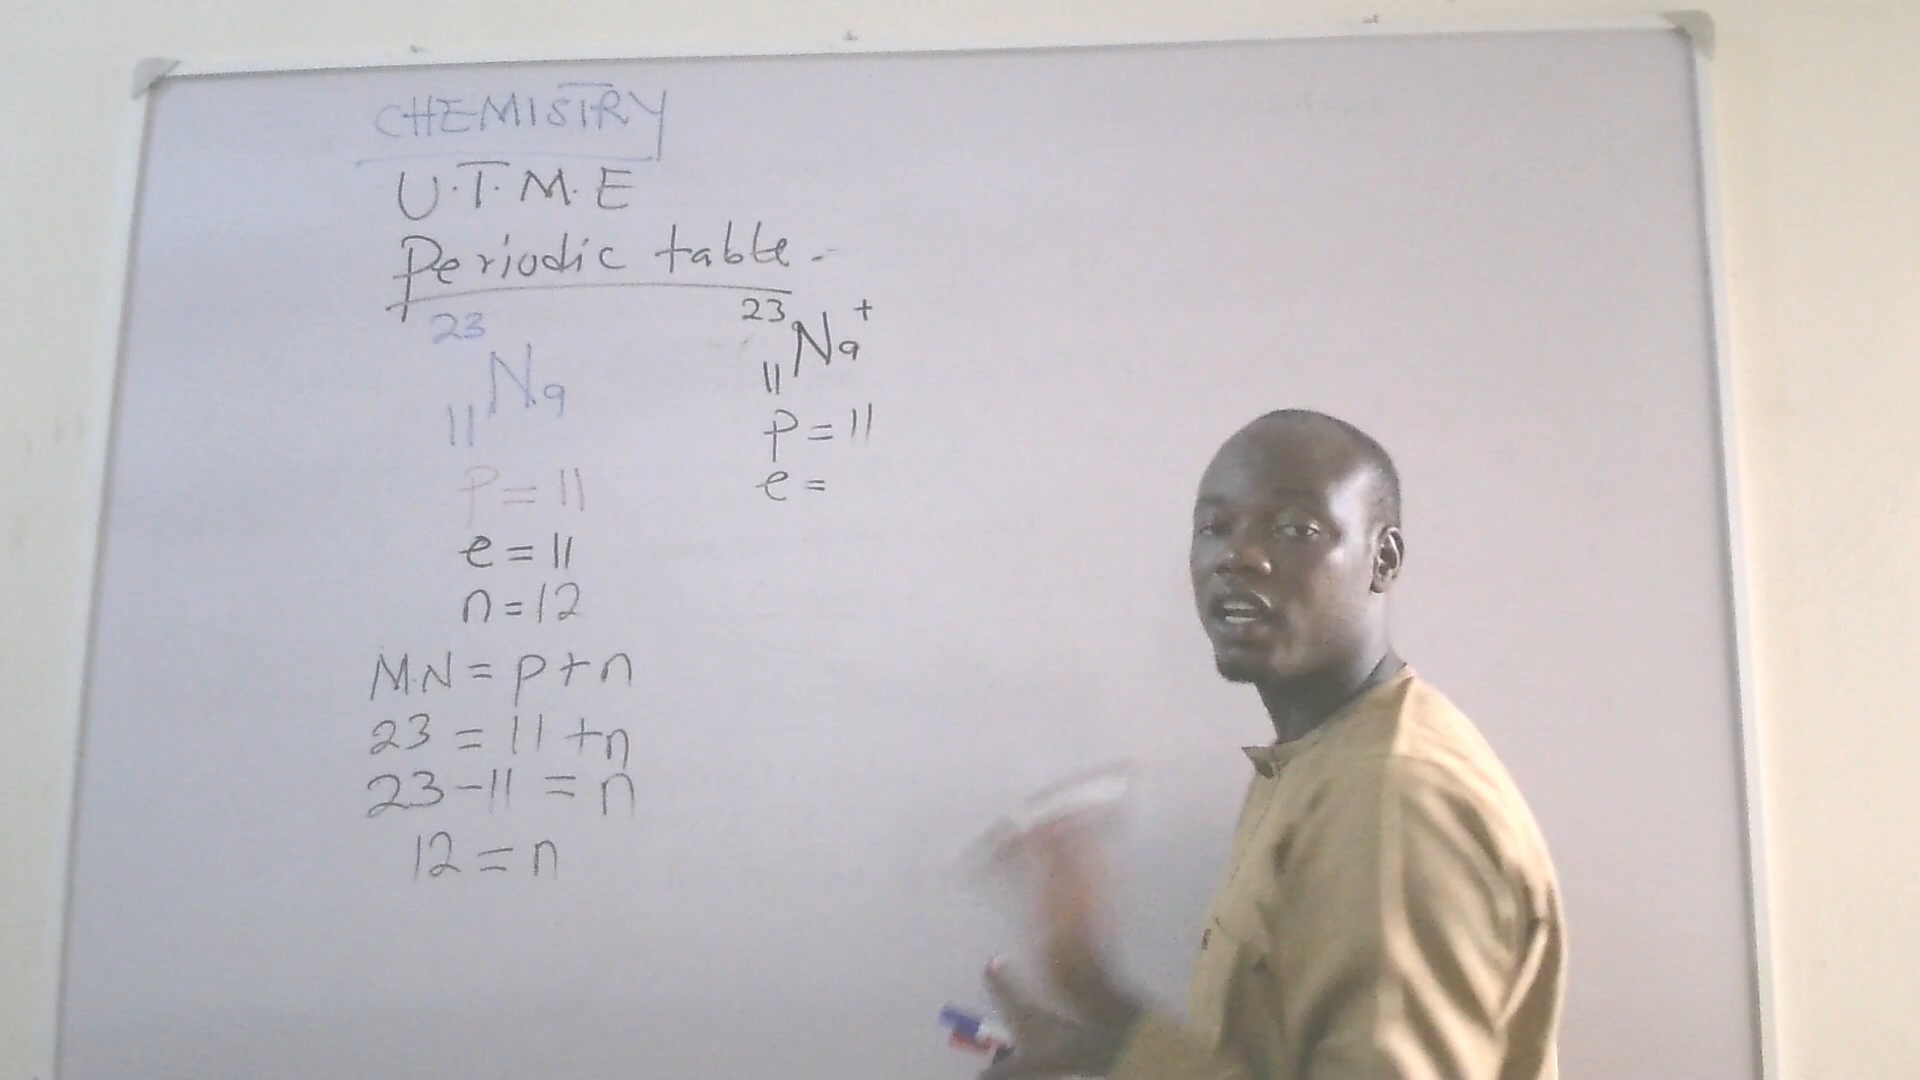 CHEMISTRY
U.T.M.E
Periodic table -
23
Na
11
P = 11
e = 11
n = 12
M.N = p + n
23 = 11 + n
23 - 11 = n
12 = n
23
Na+
11
P = 11
e =